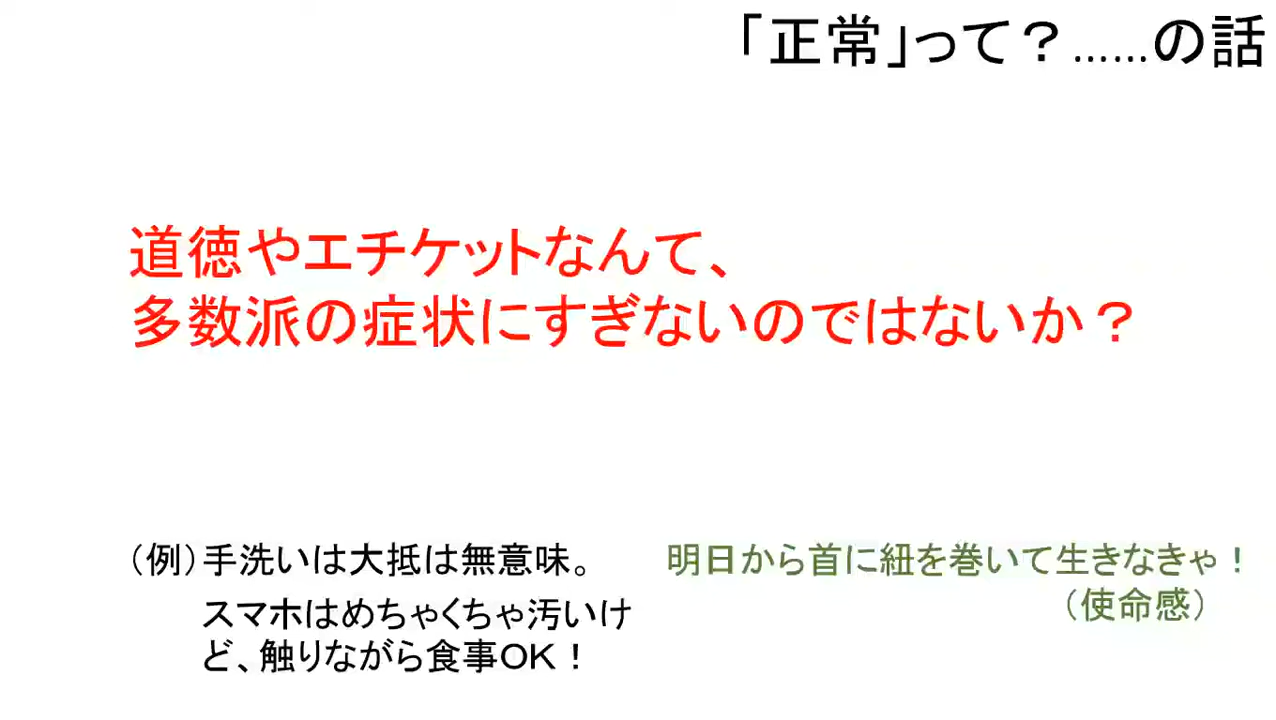 「正常」って？……の話
道徳やエチケットなんて、
多数派の症状にすぎないのではないか？
（例）手洗いは大抵は無意味。
スマホはめちゃくちゃ汚いけ
ど、触りながら食事OK！
明日から首に紐を巻いて生きなきゃ！
（使命感）